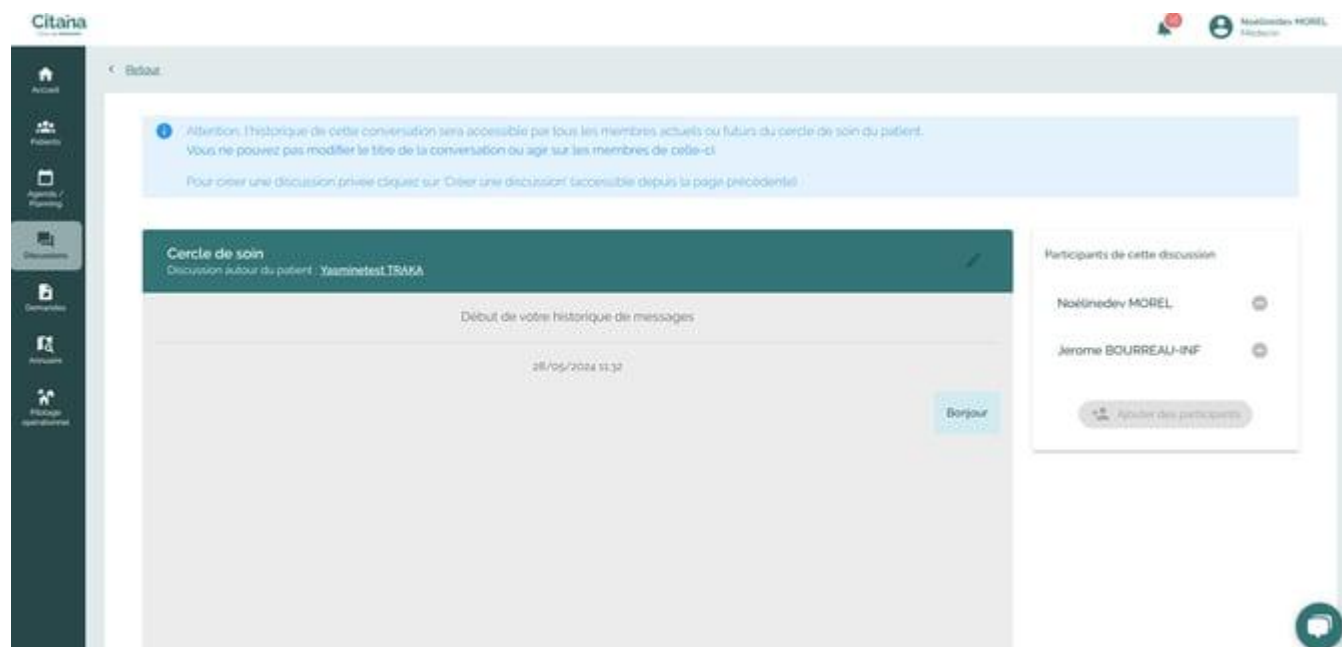 Citana
Noëlinedev MOREL
Médecin
Accueil
Patients
Agenda /
Planning
Discussions
Demandes
Annuaire
Pilotage
opérationnel
Retour
Attention, l'historique de cette conversation sera accessible par tous les membres actuels ou futurs du cercle de soin du patient.
Vous ne pouvez pas modifier le titre de la conversation ou agir sur les membres de celle-ci
Pour créer une discussion privée cliquez sur 'Créer une discussion' (accessible depuis la page précédente)
Cercle de soin
Discussion autour du patient : Yasminetest TRAKA
Début de votre historique de messages
28/05/2024 11:32
Bonjour
Participants de cette discussion
Noëlinedev MOREL
Jerome BOURREAU-INF
Ajouter des participants